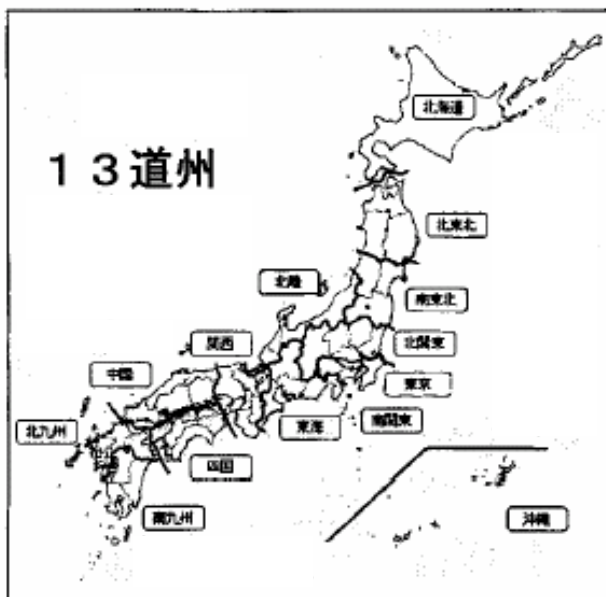 １３道州
北海道
北東北
北陸
南東北
関西
北関東
中国
東京
北九州
東海
南関東
四国
南九州
沖縄